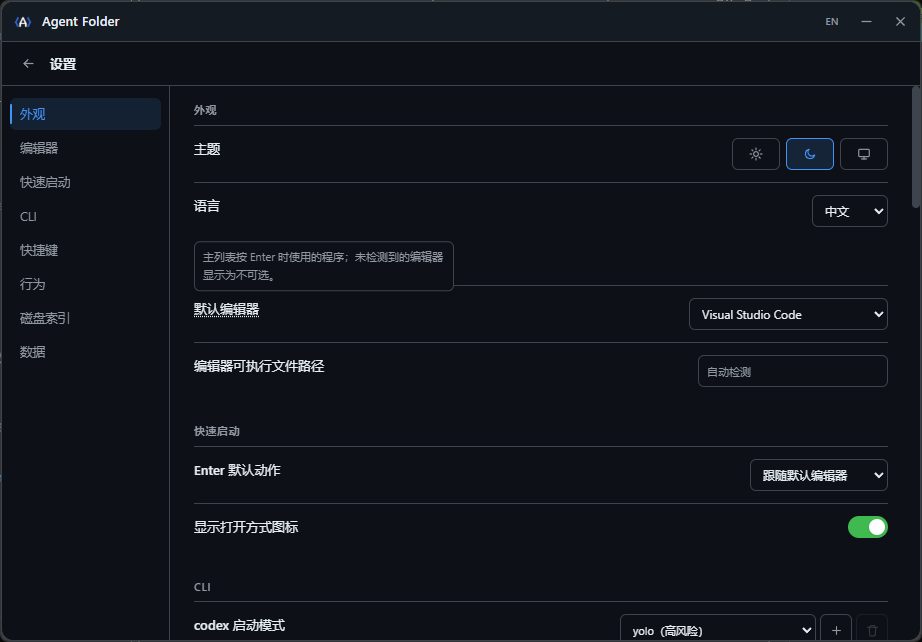 Agent Folder
EN
设置
外观
编辑器
快速启动
CLI
快捷键
行为
磁盘索引
数据
外观
主题
语言
中文
主列表按 Enter 时使用的程序；未检测到的编辑器
显示为不可选。
默认编辑器
Visual Studio Code
编辑器可执行文件路径
自动检测
快速启动
Enter 默认动作
跟随默认编辑器
显示打开方式图标
CLI
codex 启动模式
yolo（高风险）